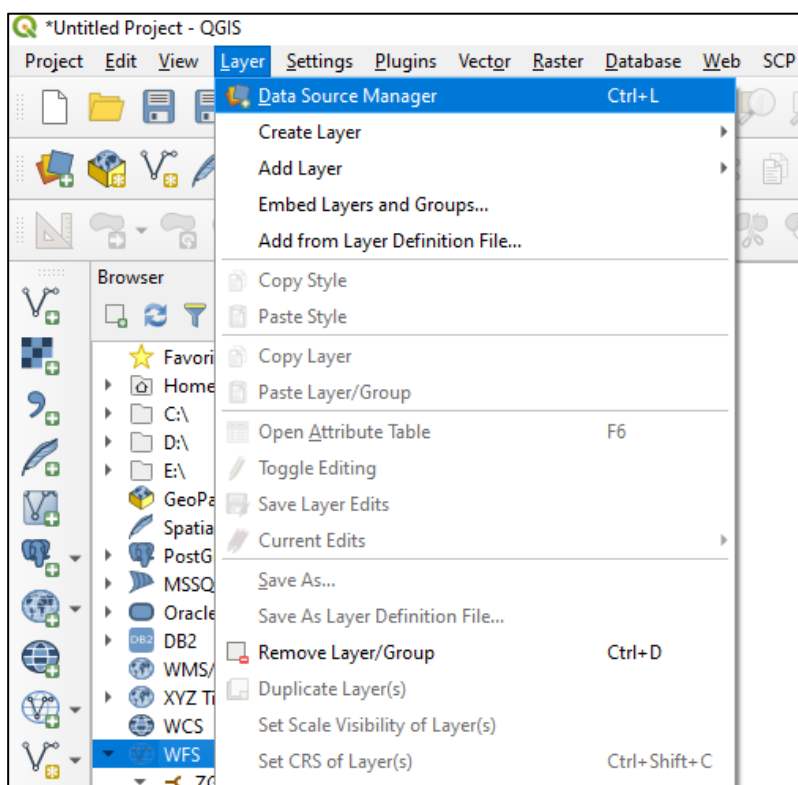 *Untitled Project - QGIS
Project Edit View Layer Settings Plugins Vector Raster Database Web SCP
Data Source Manager Ctrl+L
Create Layer
Add Layer
Embed Layers and Groups...
Add from Layer Definition File...
Copy Style
Paste Style
Copy Layer
Paste Layer/Group
Open Attribute Table F6
Toggle Editing
Save Layer Edits
Current Edits
Save As...
Save As Layer Definition File...
Remove Layer/Group Ctrl+D
Duplicate Layer(s)
Set Scale Visibility of Layer(s)
Set CRS of Layer(s) Ctrl+Shift+C
Browser
Favori
Home
C:\
D:\
E:\
GeoPa
Spatia
PostG
MSSQ
Oracle
DB2 DB2
WMS/
XYZ Ti
WCS
WFS